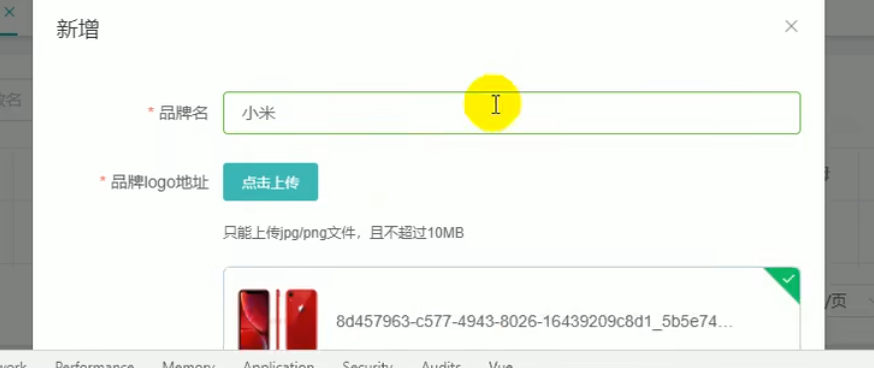 新增
品牌名
小米
品牌logo地址
点击上传
只能上传jpg/png文件，且不超过10MB
8d457963-c577-4943-8026-16439209c8d1_5b5e74...
/页
Performance
Memory
Application
Security
Audits
Vue